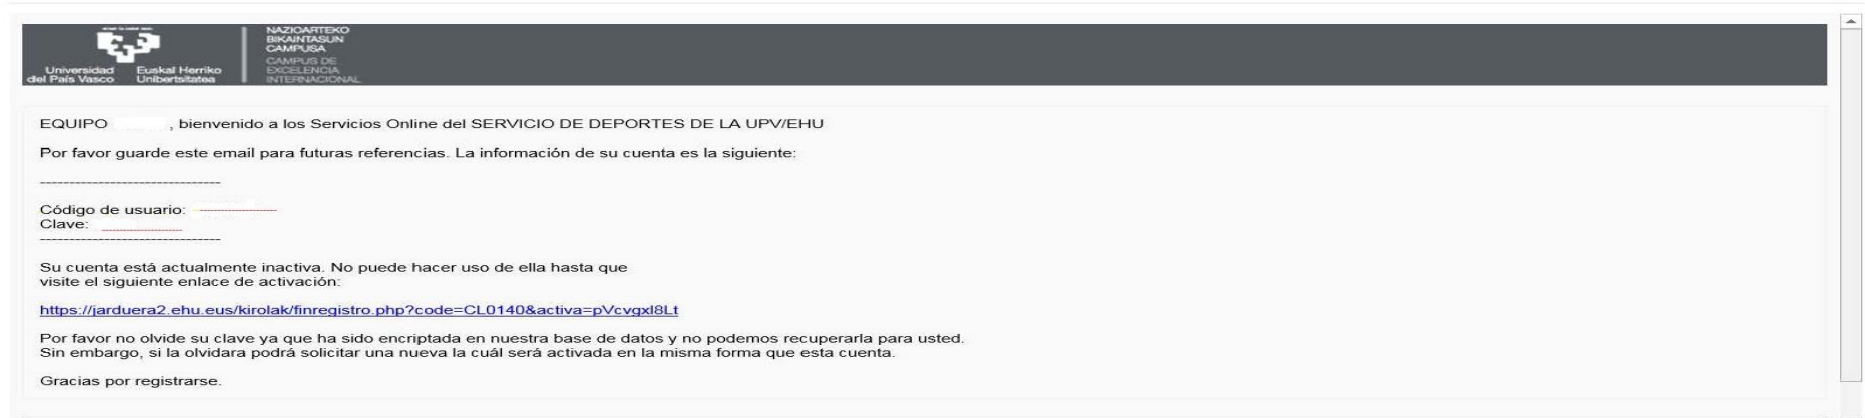 Universidad Euskal Herriko
del País Vasco Unibertsitatea
NAZIOARTEKO
BIKAINTASUN
CAMPUSA
CAMPUS DE
EXCELENCIA
INTERNACIONAL
EQUIPO , bienvenido a los Servicios Online del SERVICIO DE DEPORTES DE LA UPV/EHU
Por favor guarde este email para futuras referencias. La información de su cuenta es la siguiente:
-------------------------------
Código de usuario:
Clave:
-------------------------------
Su cuenta está actualmente inactiva. No puede hacer uso de ella hasta que
visite el siguiente enlace de activación:
https://jarduera2.ehu.eus/kirolak/finregistro.php?code=CL0140&activa=pVcvgxl8Lt
Por favor no olvide su clave ya que ha sido encriptada en nuestra base de datos y no podemos recuperarla para usted.
Sin embargo, si la olvidara podrá solicitar una nueva la cuál será activada en la misma forma que esta cuenta.
Gracias por registrarse.